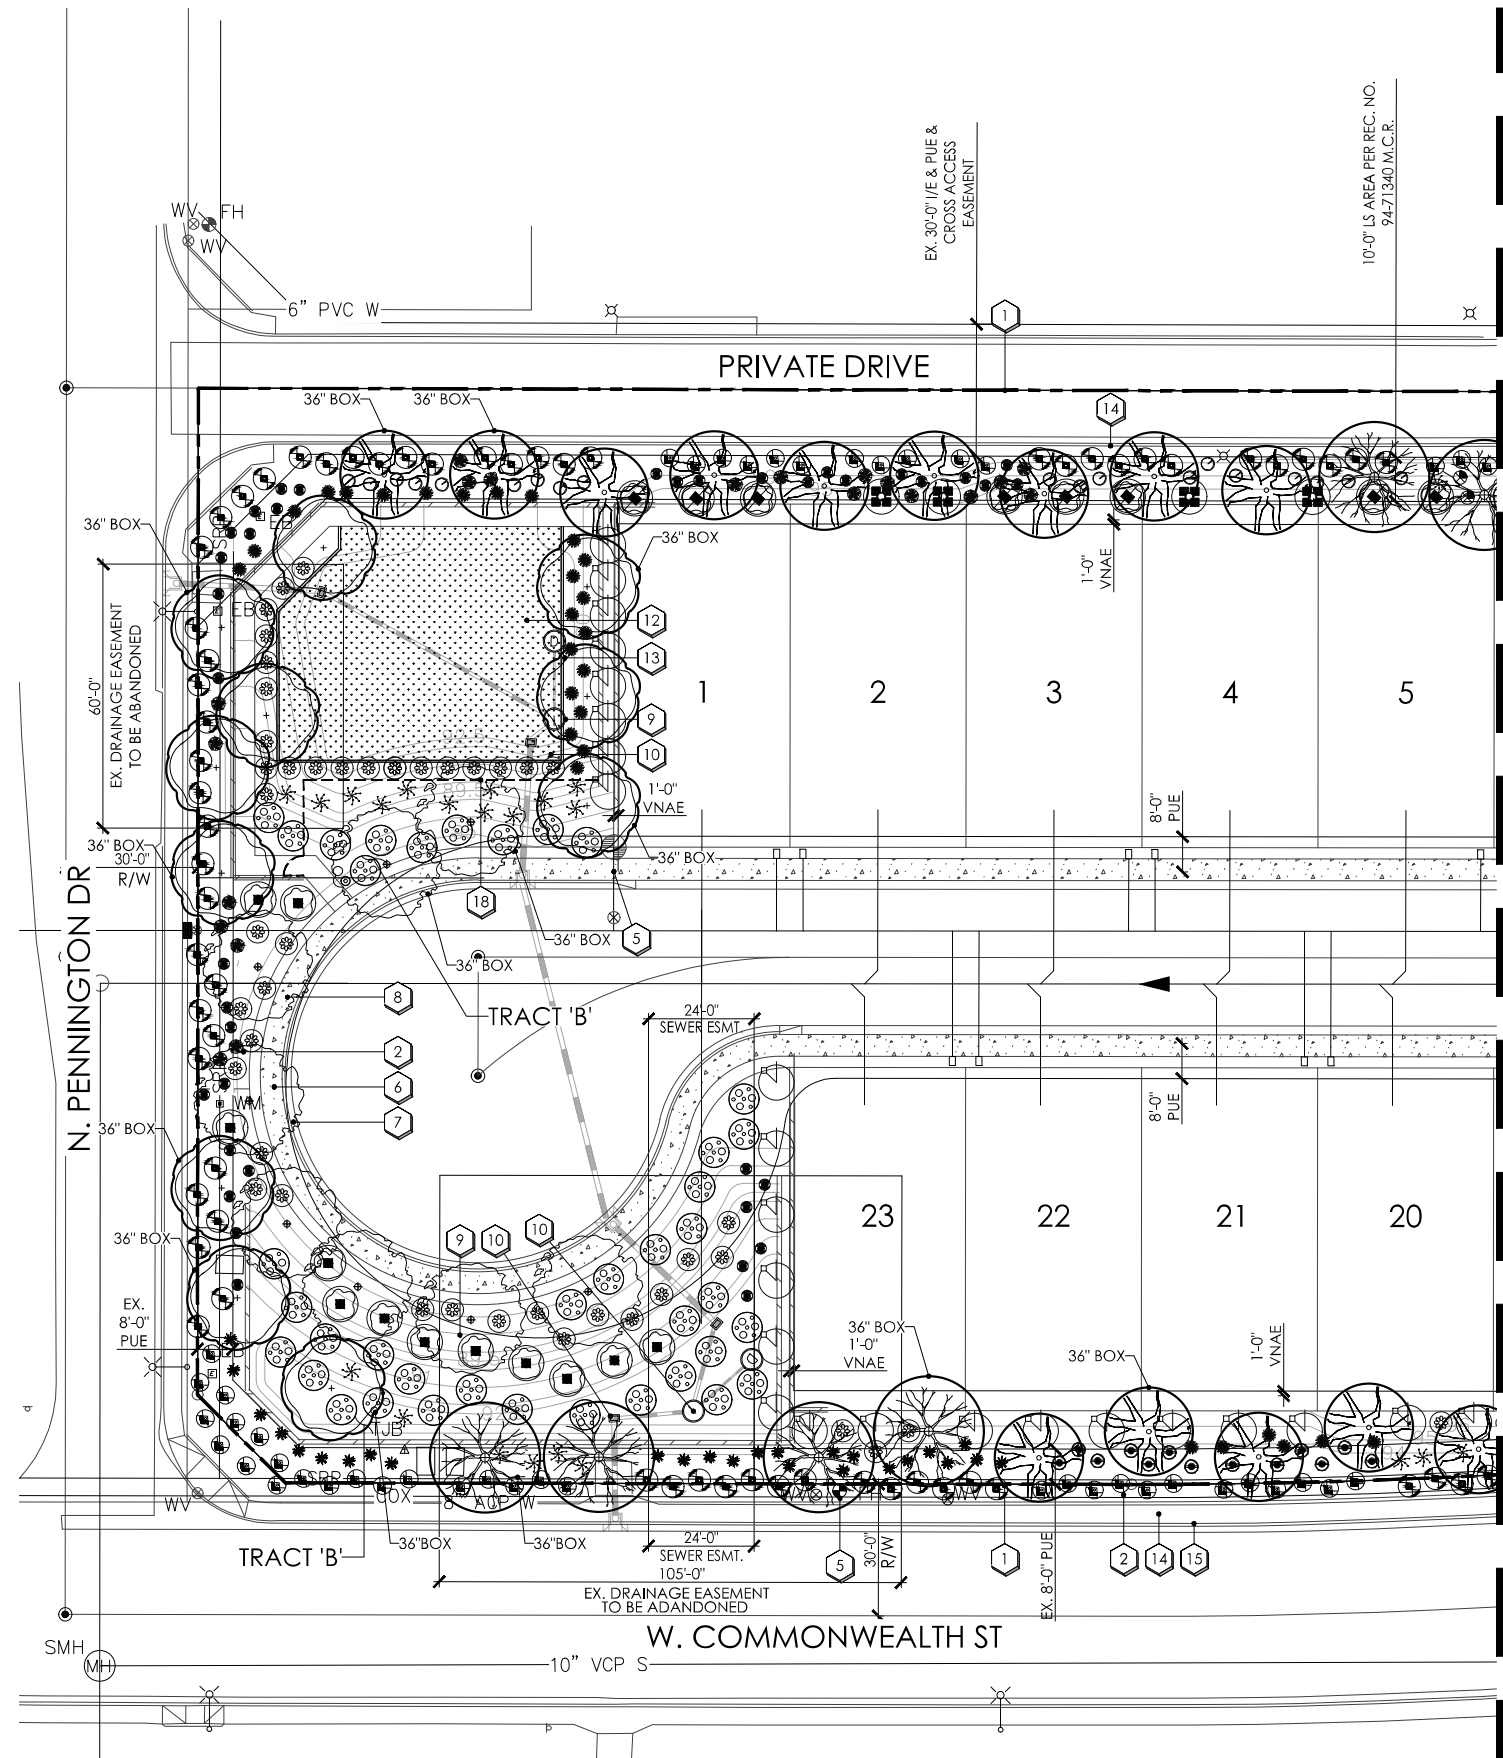 EX. 30'-0" I/E & PUE &
CROSS ACCESS
EASEMENT
10'-0" LS AREA PER REC. NO.
94-71340 M.C.R.
WV
FH
WV
6" PVC W
1
PRIVATE DRIVE
36" BOX
36" BOX
14
36" BOX
EB
36" BOX
1'-0"
VNAE
EB
60'-0"
EX. DRAINAGE EASEMENT
TO BE ABANDONED
12
13
9
10
1
2
3
4
5
1'-0"
VNAE
8'-0"
PUE
36" BOX
30'-0"
R/W
36" BOX
18
36" BOX
5
36" BOX
N. PENNINGTON DR
8
TRACT 'B'
24'-0"
SEWER ESMT.
2
6
7
WM
8'-0"
PUE
36" BOX
23
22
21
20
36" BOX
9
10
10
EX.
8'-0"
PUE
36" BOX
1'-0"
VNAE
36" BOX
1'-0"
VNAE
TJB
WV
COX
8" ACP W
WV
36"BOX
36"BOX
TRACT 'B'
24'-0"
SEWER ESMT.
105'-0"
EX. DRAINAGE EASEMENT
TO BE ADANDONED
5
30'-0"
R/W
1
EX. 8'-0" PUE
2
14
15
W. COMMONWEALTH ST
SMH
MH
10" VCP S